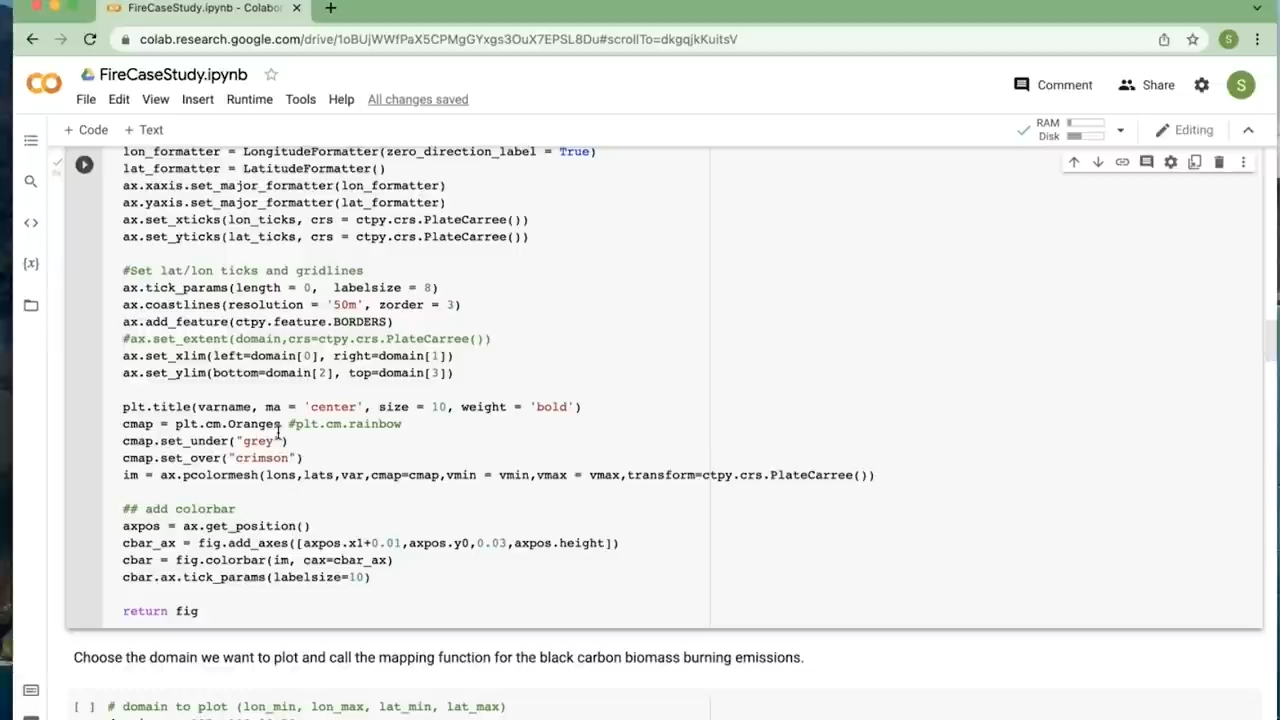 FireCaseStudy.ipynb - Colabor
colab.research.google.com/drive/1oBUjWWfPaX5CPMgGYxgs3OuX7EPSL8Du#scrollTo=dkgqjkKuitsV
S
FireCaseStudy.ipynb
Comment Share S
File Edit View Insert Runtime Tools Help All changes saved
+ Code + Text
RAM
Disk
Editing
lon_formatter = LongitudeFormatter(zero_direction_label = True)
lat_formatter = LatitudeFormatter()
ax.xaxis.set_major_formatter(lon_formatter)
ax.yaxis.set_major_formatter(lat_formatter)
ax.set_xticks(lon_ticks, crs = ctpy.crs.PlateCarree())
ax.set_yticks(lat_ticks, crs = ctpy.crs.PlateCarree())
#Set lat/lon ticks and gridlines
ax.tick_params(length = 0,  labelsize = 8)
ax.coastlines(resolution = '50m', zorder = 3)
ax.add_feature(ctpy.feature.BORDERS)
#ax.set_extent(domain,crs=ctpy.crs.PlateCarree())
ax.set_xlim(left=domain[0], right=domain[1])
ax.set_ylim(bottom=domain[2], top=domain[3])
plt.title(varname, ma = 'center', size = 10, weight = 'bold')
cmap = plt.cm.Oranges #plt.cm.rainbow
cmap.set_under("grey")
cmap.set_over("crimson")
im = ax.pcolormesh(lons,lats,var,cmap=cmap,vmin = vmin,vmax = vmax,transform=ctpy.crs.PlateCarree())
## add colorbar
axpos = ax.get_position()
cbar_ax = fig.add_axes([axpos.x1+0.01,axpos.y0,0.03,axpos.height])
cbar = fig.colorbar(im, cax=cbar_ax)
cbar.ax.tick_params(labelsize=10)
return fig
Choose the domain we want to plot and call the mapping function for the black carbon biomass burning emissions.
[ ] # domain to plot (lon_min, lon_max, lat_min, lat_max)